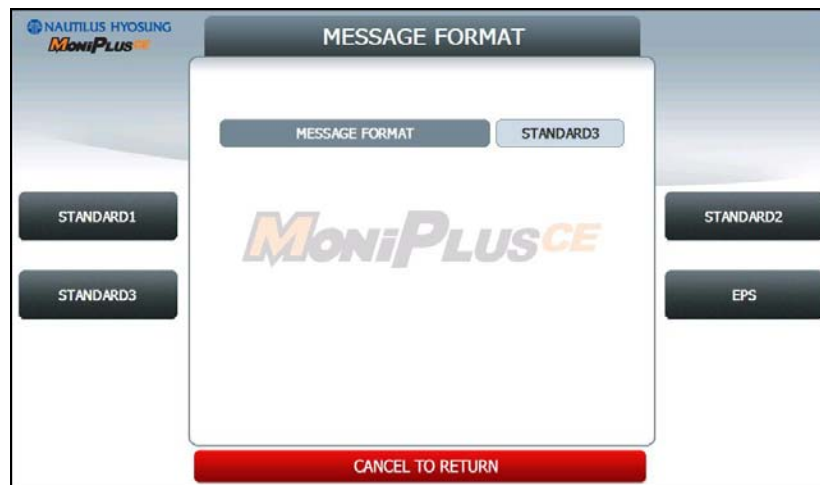 NAUTILUS HYOSUNG
MONIPLUSCE
MESSAGE FORMAT
MESSAGE FORMAT STANDARD3
STANDARD1
STANDARD2
MONIPLUSCE
STANDARD3
EPS
CANCEL TO RETURN